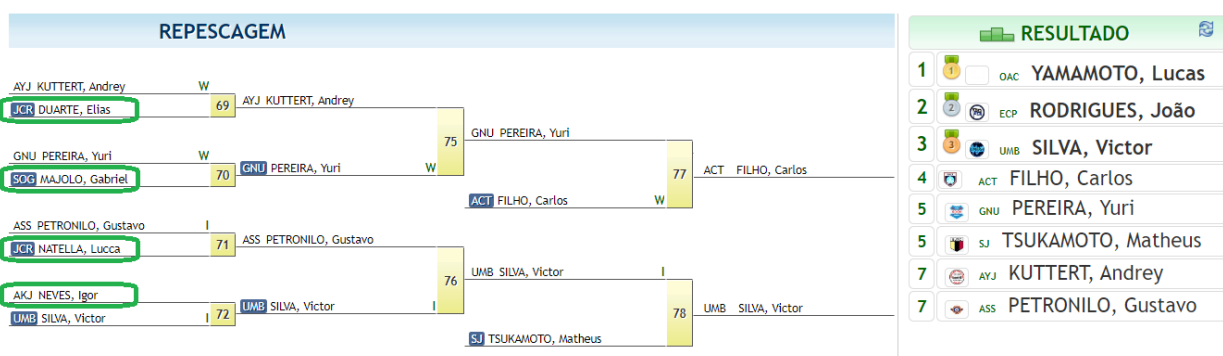 REPESCAGEM
AYJ KUTTERT, Andrey W
JCR DUARTE, Elias
69 AYJ KUTTERT, Andrey
GNU PEREIRA, Yuri W
SOG MAJOLO, Gabriel
70 GNU PEREIRA, Yuri W
75 GNU PEREIRA, Yuri
ACT FILHO, Carlos W
77 ACT FILHO, Carlos
ASS PETRONILO, Gustavo I
JCR NATELLA, Lucca
71 ASS PETRONILO, Gustavo
AKJ NEVES, Igor
UMB SILVA, Victor I
72 UMB SILVA, Victor I
76 UMB SILVA, Victor I
SJ TSUKAMOTO, Matheus
78 UMB SILVA, Victor
RESULTADO
1 1 OAC YAMAMOTO, Lucas
2 2 ECP RODRIGUES, João
3 3 UMB SILVA, Victor
4 ACT FILHO, Carlos
5 GNU PEREIRA, Yuri
5 SJ TSUKAMOTO, Matheus
7 AYJ KUTTERT, Andrey
7 ASS PETRONILO, Gustavo